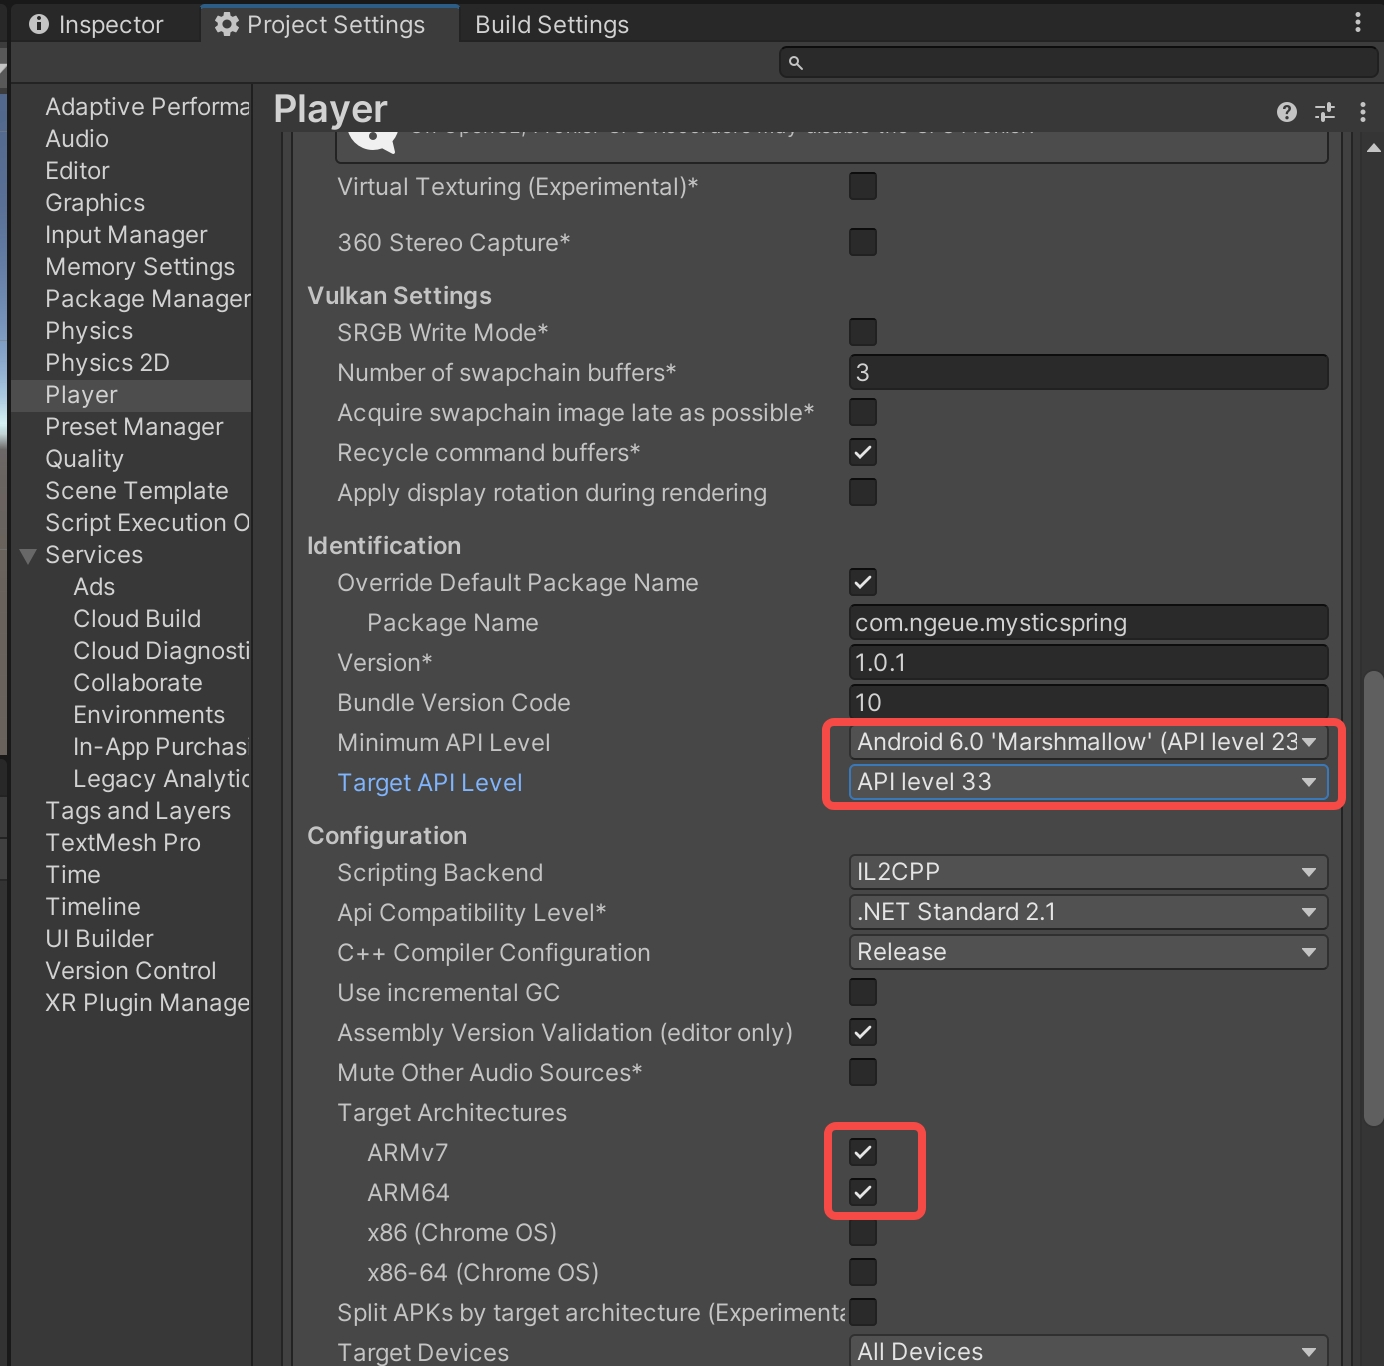 Inspector
Project Settings
Build Settings
Adaptive Performa
Audio
Editor
Graphics
Input Manager
Memory Settings
Package Manager
Physics
Physics 2D
Player
Preset Manager
Quality
Scene Template
Script Execution O
Services
Ads
Cloud Build
Cloud Diagnosti
Collaborate
Environments
In-App Purchasi
Legacy Analytic
Tags and Layers
TextMesh Pro
Time
Timeline
UI Builder
Version Control
XR Plugin Manage
Player
Virtual Texturing (Experimental)*
360 Stereo Capture*
Vulkan Settings
SRGB Write Mode*
Number of swapchain buffers* 3
Acquire swapchain image late as possible*
Recycle command buffers*
Apply display rotation during rendering
Identification
Override Default Package Name
Package Name com.ngeue.mysticspring
Version* 1.0.1
Bundle Version Code 10
Minimum API Level Android 6.0 'Marshmallow' (API level 23
Target API Level API level 33
Configuration
Scripting Backend IL2CPP
Api Compatibility Level* .NET Standard 2.1
C++ Compiler Configuration Release
Use incremental GC
Assembly Version Validation (editor only)
Mute Other Audio Sources*
Target Architectures
ARMv7
ARM64
x86 (Chrome OS)
x86-64 (Chrome OS)
Split APKs by target architecture (Experimenta
Target Devices All Devices